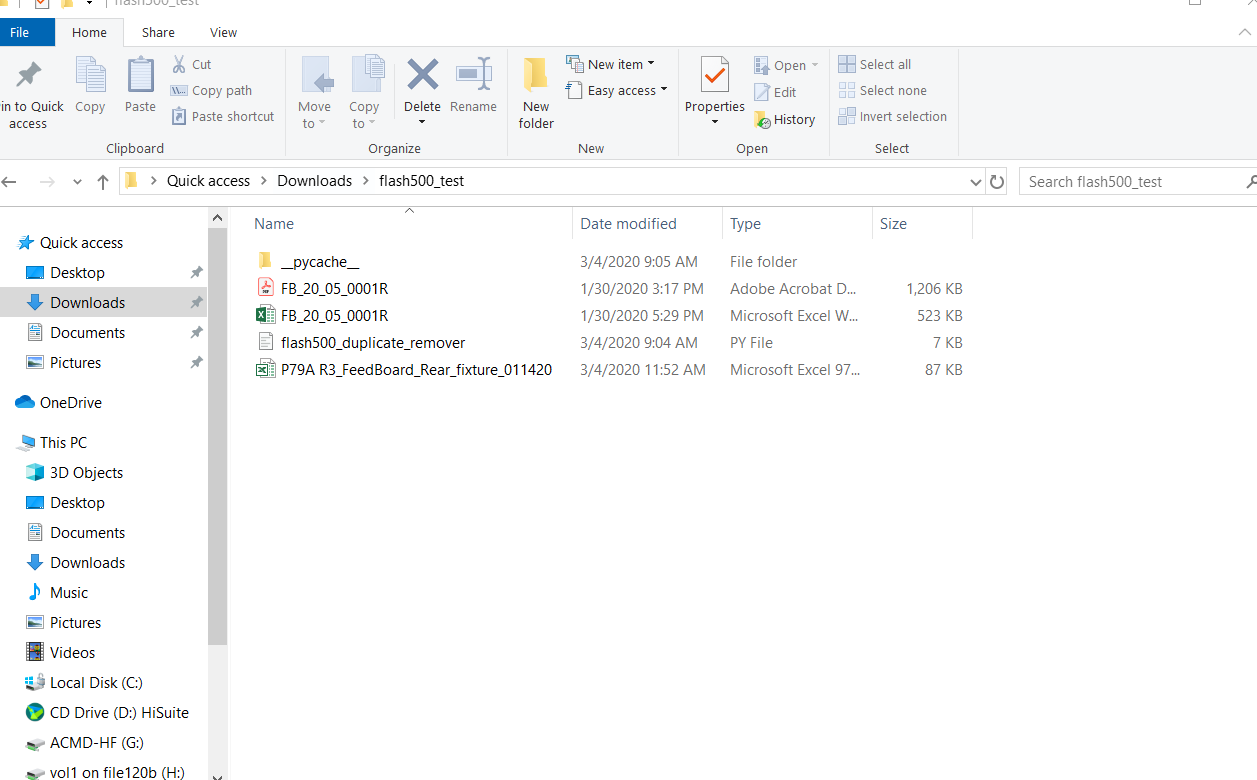 flash500_test
File Home Share View
in to Quick access
Copy
Paste
Cut
Copy path
Paste shortcut
Clipboard
Move to
Copy to
Delete
Rename
Organize
New folder
New item
Easy access
New
Properties
Open
Edit
History
Open
Select all
Select none
Invert selection
Select
Quick access Downloads flash500_test
Search flash500_test
Quick access
Desktop
Downloads
Documents
Pictures
OneDrive
This PC
3D Objects
Desktop
Documents
Downloads
Music
Pictures
Videos
Local Disk (C:)
CD Drive (D:) HiSuite
ACMD-HF (G:)
vol1 on file120b (H:)
Name Date modified Type Size
__pycache__ 3/4/2020 9:05 AM File folder
FB_20_05_0001R 1/30/2020 3:17 PM Adobe Acrobat D... 1,206 KB
FB_20_05_0001R 1/30/2020 5:29 PM Microsoft Excel W... 523 KB
flash500_duplicate_remover 3/4/2020 9:04 AM PY File 7 KB
P79A R3_FeedBoard_Rear_fixture_011420 3/4/2020 11:52 AM Microsoft Excel 97... 87 KB